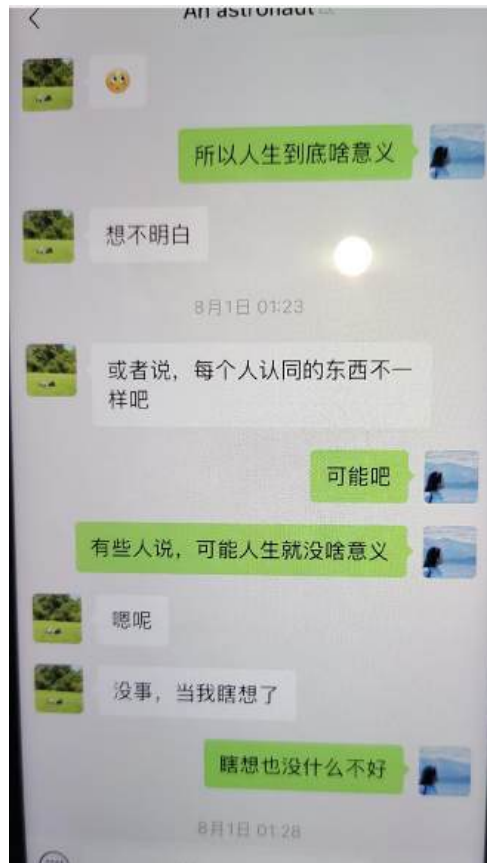 An astronaut
所以人生到底啥意义
想不明白
8月1日 01:23
或者说，每个人认同的东西不一
样吧
可能吧
有些人说，可能人生就没啥意义
嗯呢
没事，当我瞎想了
瞎想也没什么不好
8月1日 01:28